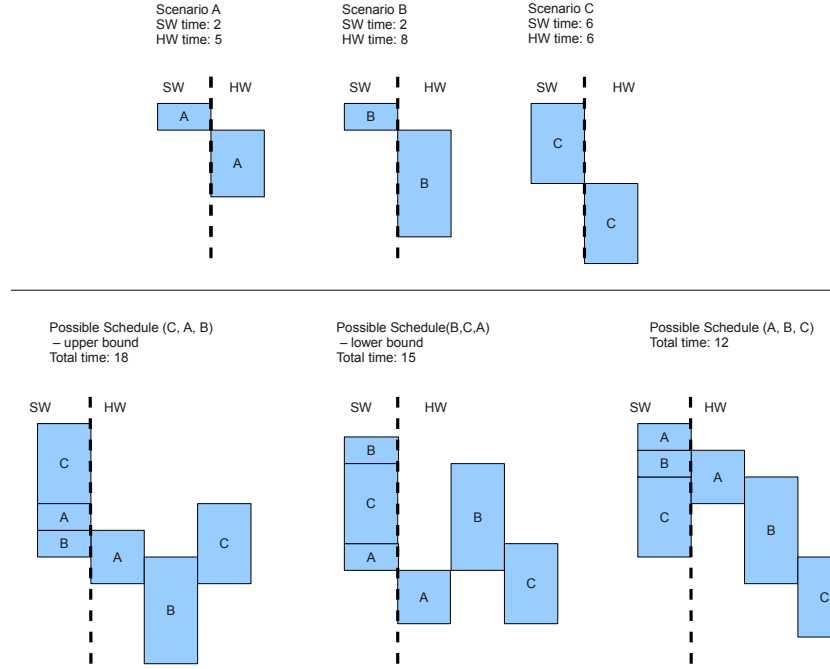 Scenario A
SW time: 2
HW time: 5
Scenario B
SW time: 2
HW time: 8
Scenario C
SW time: 6
HW time: 6
SW HW
SW HW
SW HW
A
A
B
B
C
C
Possible Schedule (C, A, B)
– upper bound
Total time: 18
Possible Schedule(B,C,A)
– lower bound
Total time: 15
Possible Schedule (A, B, C)
Total time: 12
SW HW
C
A
B
A
B
C
SW HW
B
C
A
A
B
C
SW HW
A
B
C
A
B
C